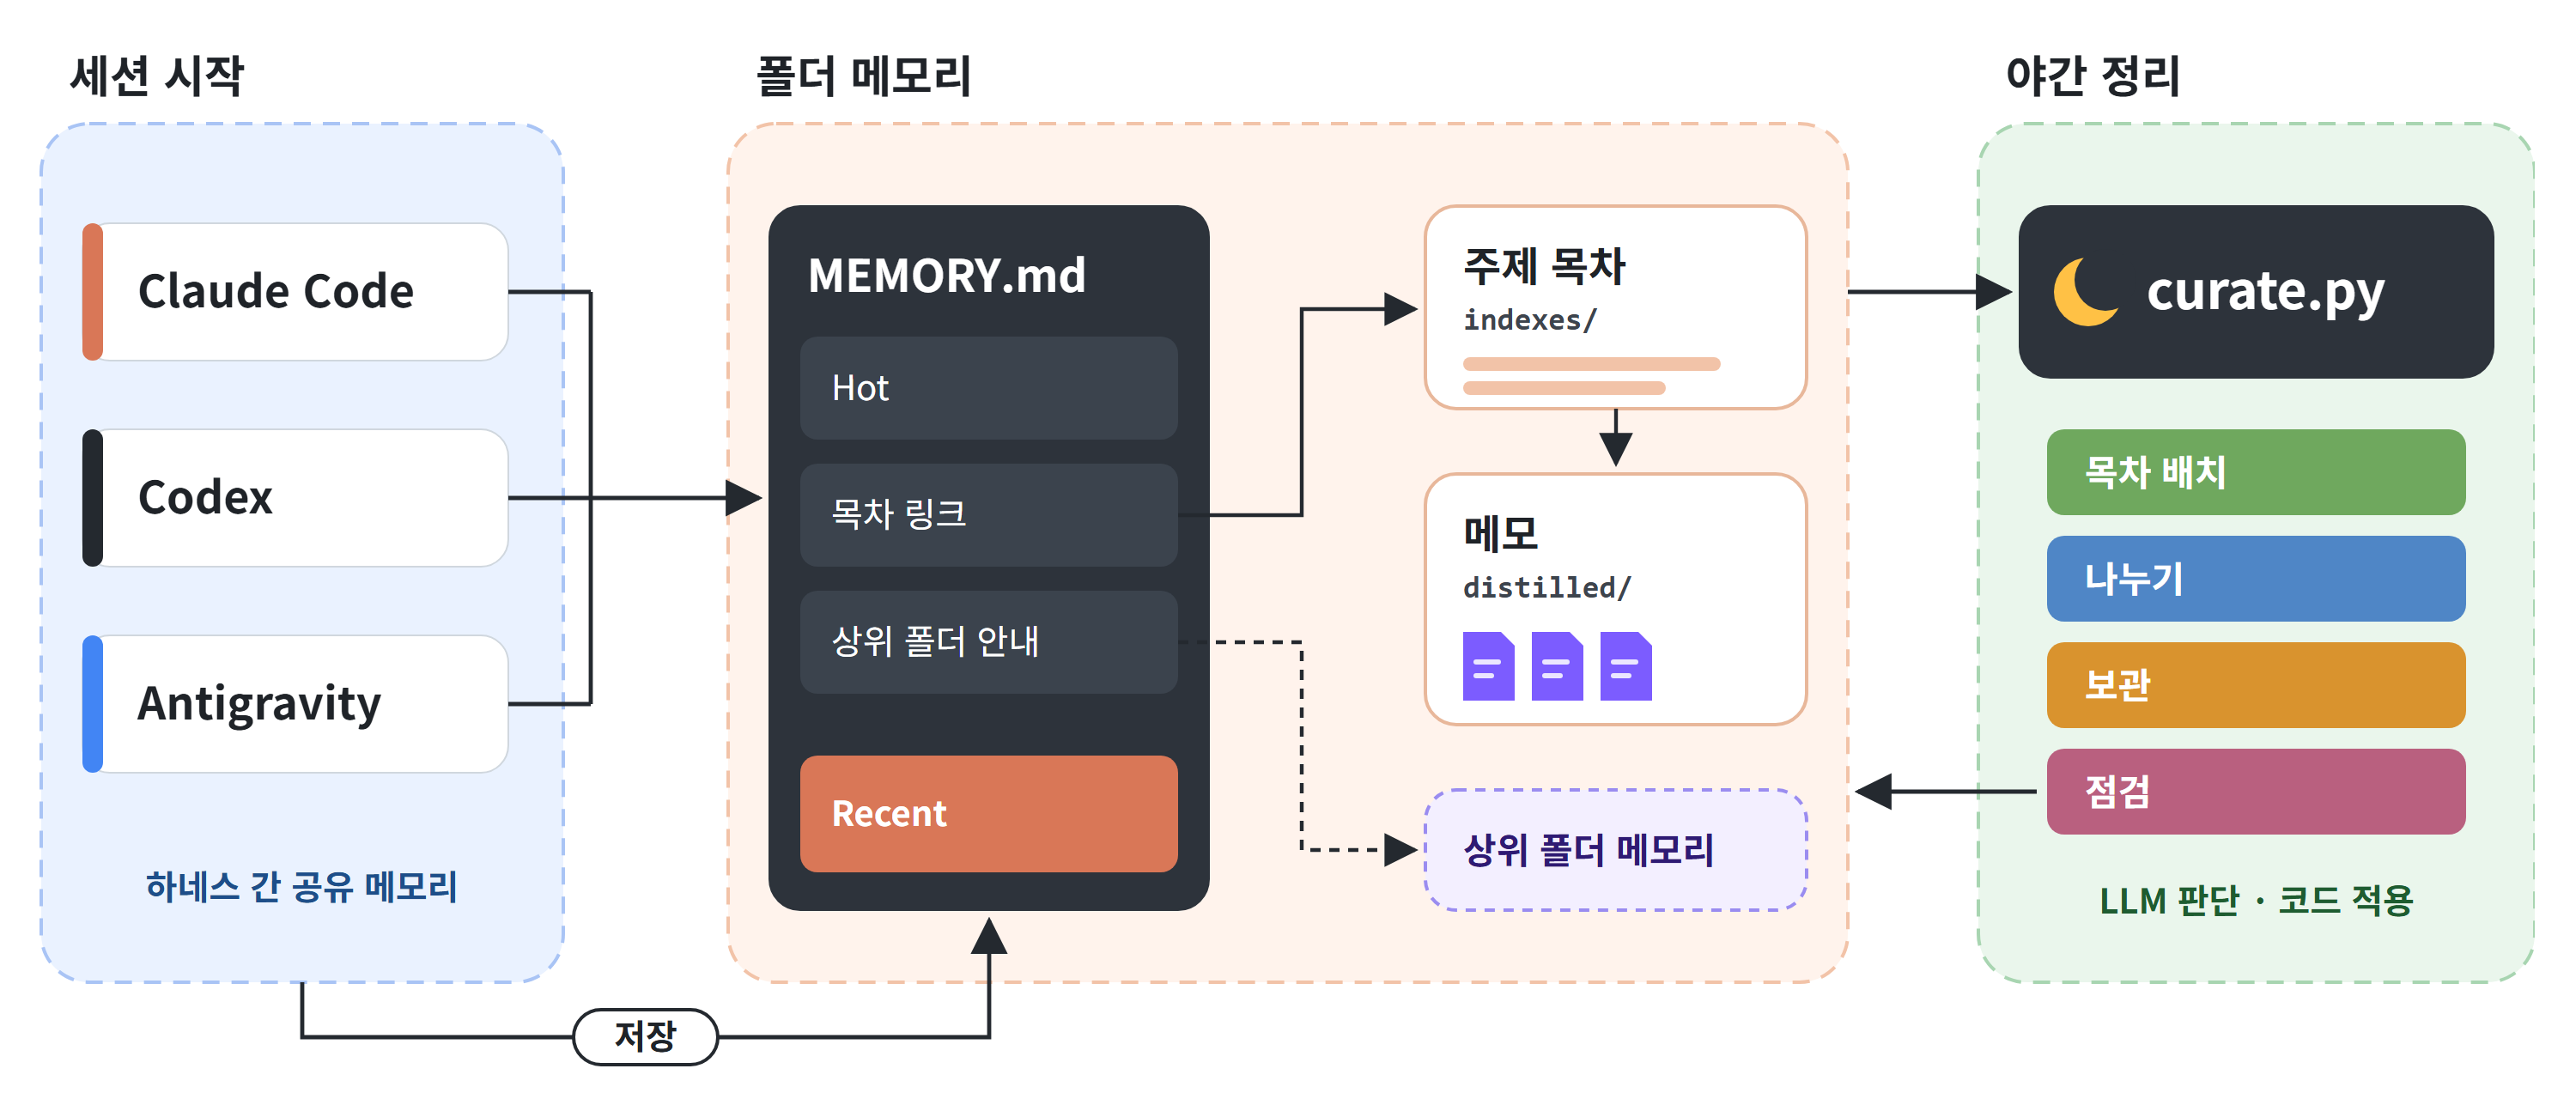 세션 시작
Claude Code
Codex
Antigravity
하네스 간 공유 메모리
저장
폴더 메모리
MEMORY.md
Hot
목차 링크
상위 폴더 안내
Recent
주제 목차
indexes/
메모
distilled/
상위 폴더 메모리
야간 정리
curate.py
목차 배치
나누기
보관
점검
LLM 판단 · 코드 적용